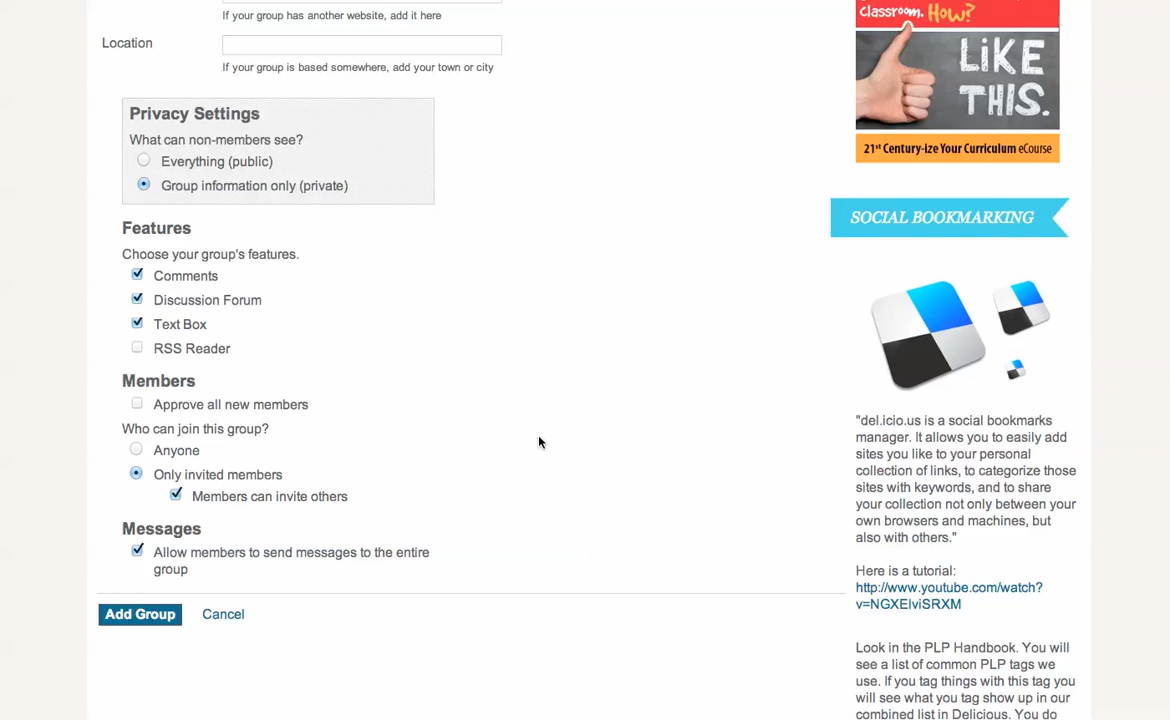 If your group has another website, add it here
Location
If your group is based somewhere, add your town or city
Privacy Settings
What can non-members see?
Everything (public)
Group information only (private)
Features
Choose your group's features.
Comments
Discussion Forum
Text Box
RSS Reader
Members
Approve all new members
Who can join this group?
Anyone
Only invited members
Members can invite others
Messages
Allow members to send messages to the entire
group
Add Group Cancel
classroom. How?
LIKE
THIS.
21st Century-ize Your Curriculum eCourse
SOCIAL BOOKMARKING
"del.icio.us is a social bookmarks
manager. It allows you to easily add
sites you like to your personal
collection of links, to categorize those
sites with keywords, and to share
your collection not only between your
own browsers and machines, but
also with others."
Here is a tutorial:
http://www.youtube.com/watch?
v=NGXElviSRXM
Look in the PLP Handbook. You will
see a list of common PLP tags we
use. If you tag things with this tag you
will see what you tag show up in our
combined list in Delicious. You do